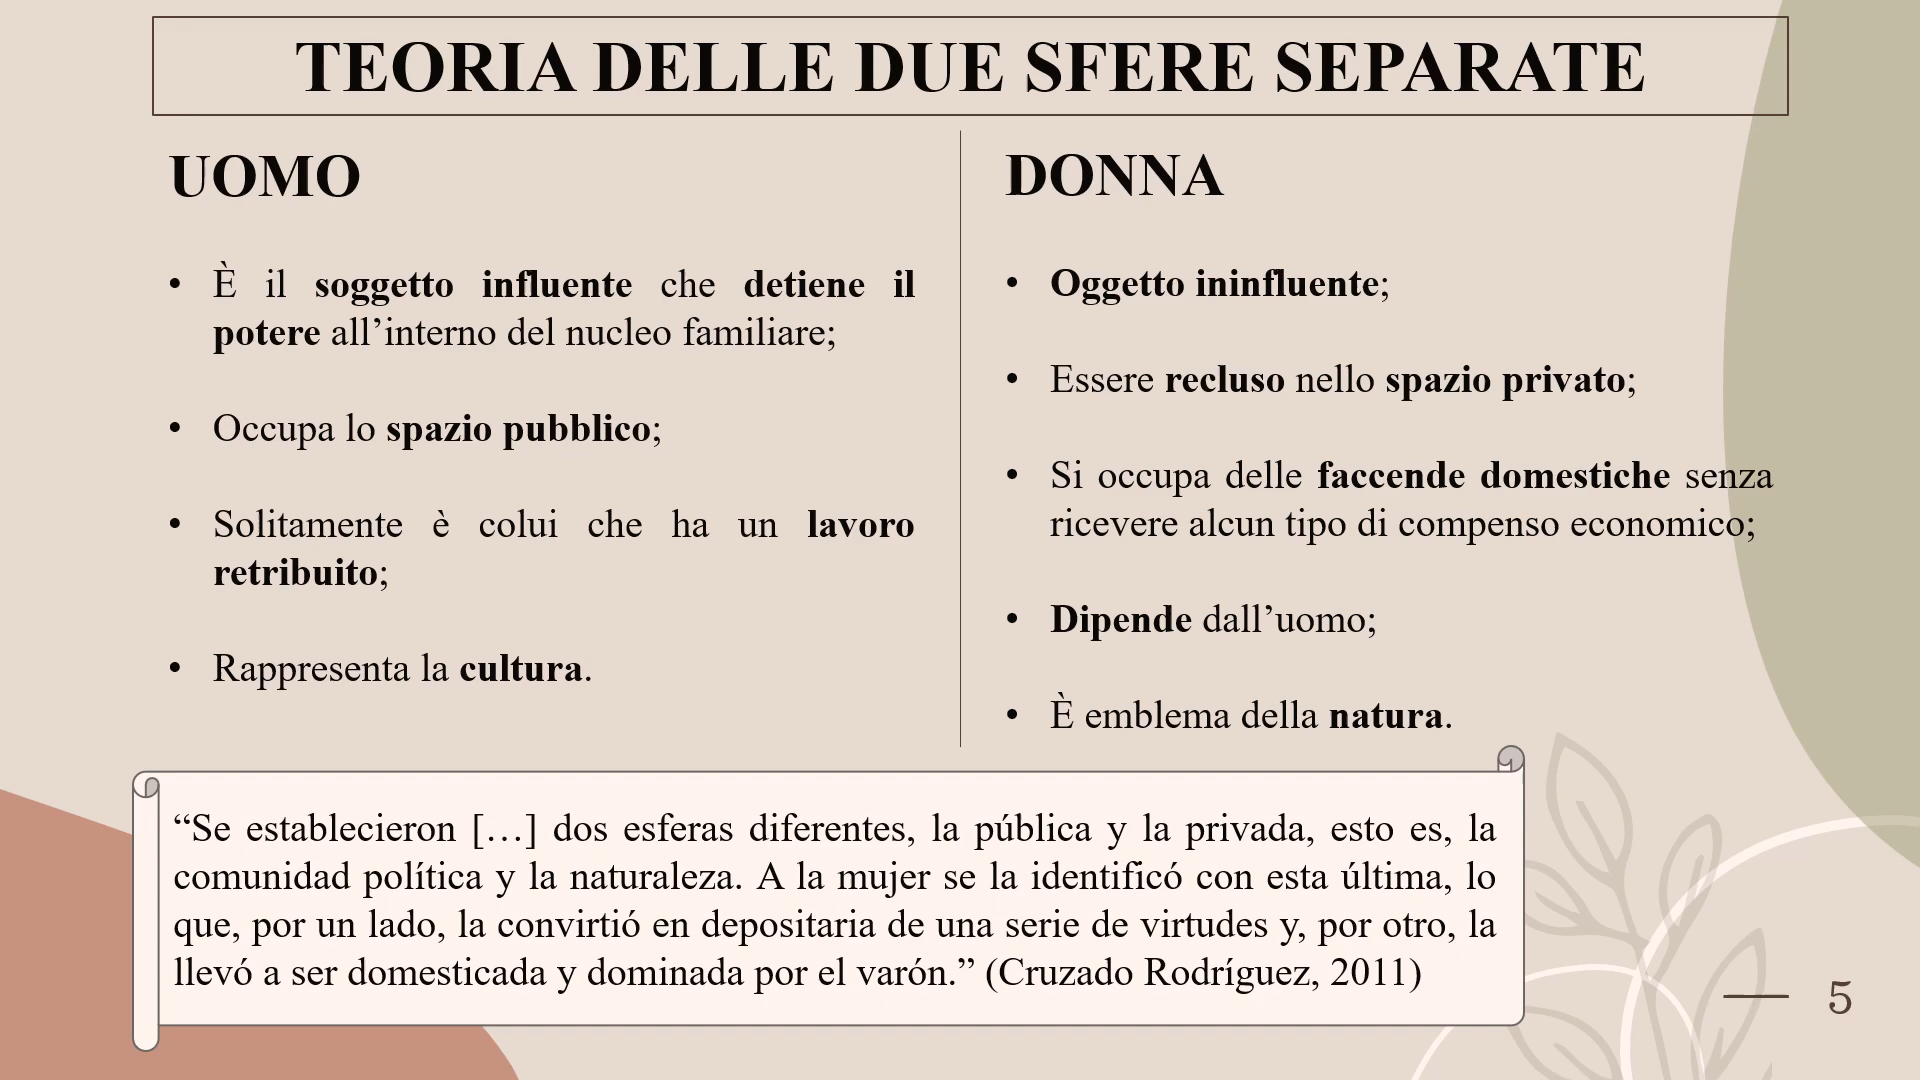 TEORIA DELLE DUE SFERE SEPARATE
UOMO
• È il soggetto influente che detiene il
potere all’interno del nucleo familiare;
• Occupa lo spazio pubblico;
• Solitamente è colui che ha un lavoro
retribuito;
• Rappresenta la cultura.
DONNA
• Oggetto ininfluente;
• Essere recluso nello spazio privato;
• Si occupa delle faccende domestiche senza
ricevere alcun tipo di compenso economico;
• Dipende dall’uomo;
• È emblema della natura.
“Se establecieron […] dos esferas diferentes, la pública y la privada, esto es, la
comunidad política y la naturaleza. A la mujer se la identificó con esta última, lo
que, por un lado, la convirtió en depositaria de una serie de virtudes y, por otro, la
llevó a ser domesticada y dominada por el varón.” (Cruzado Rodríguez, 2011)
5